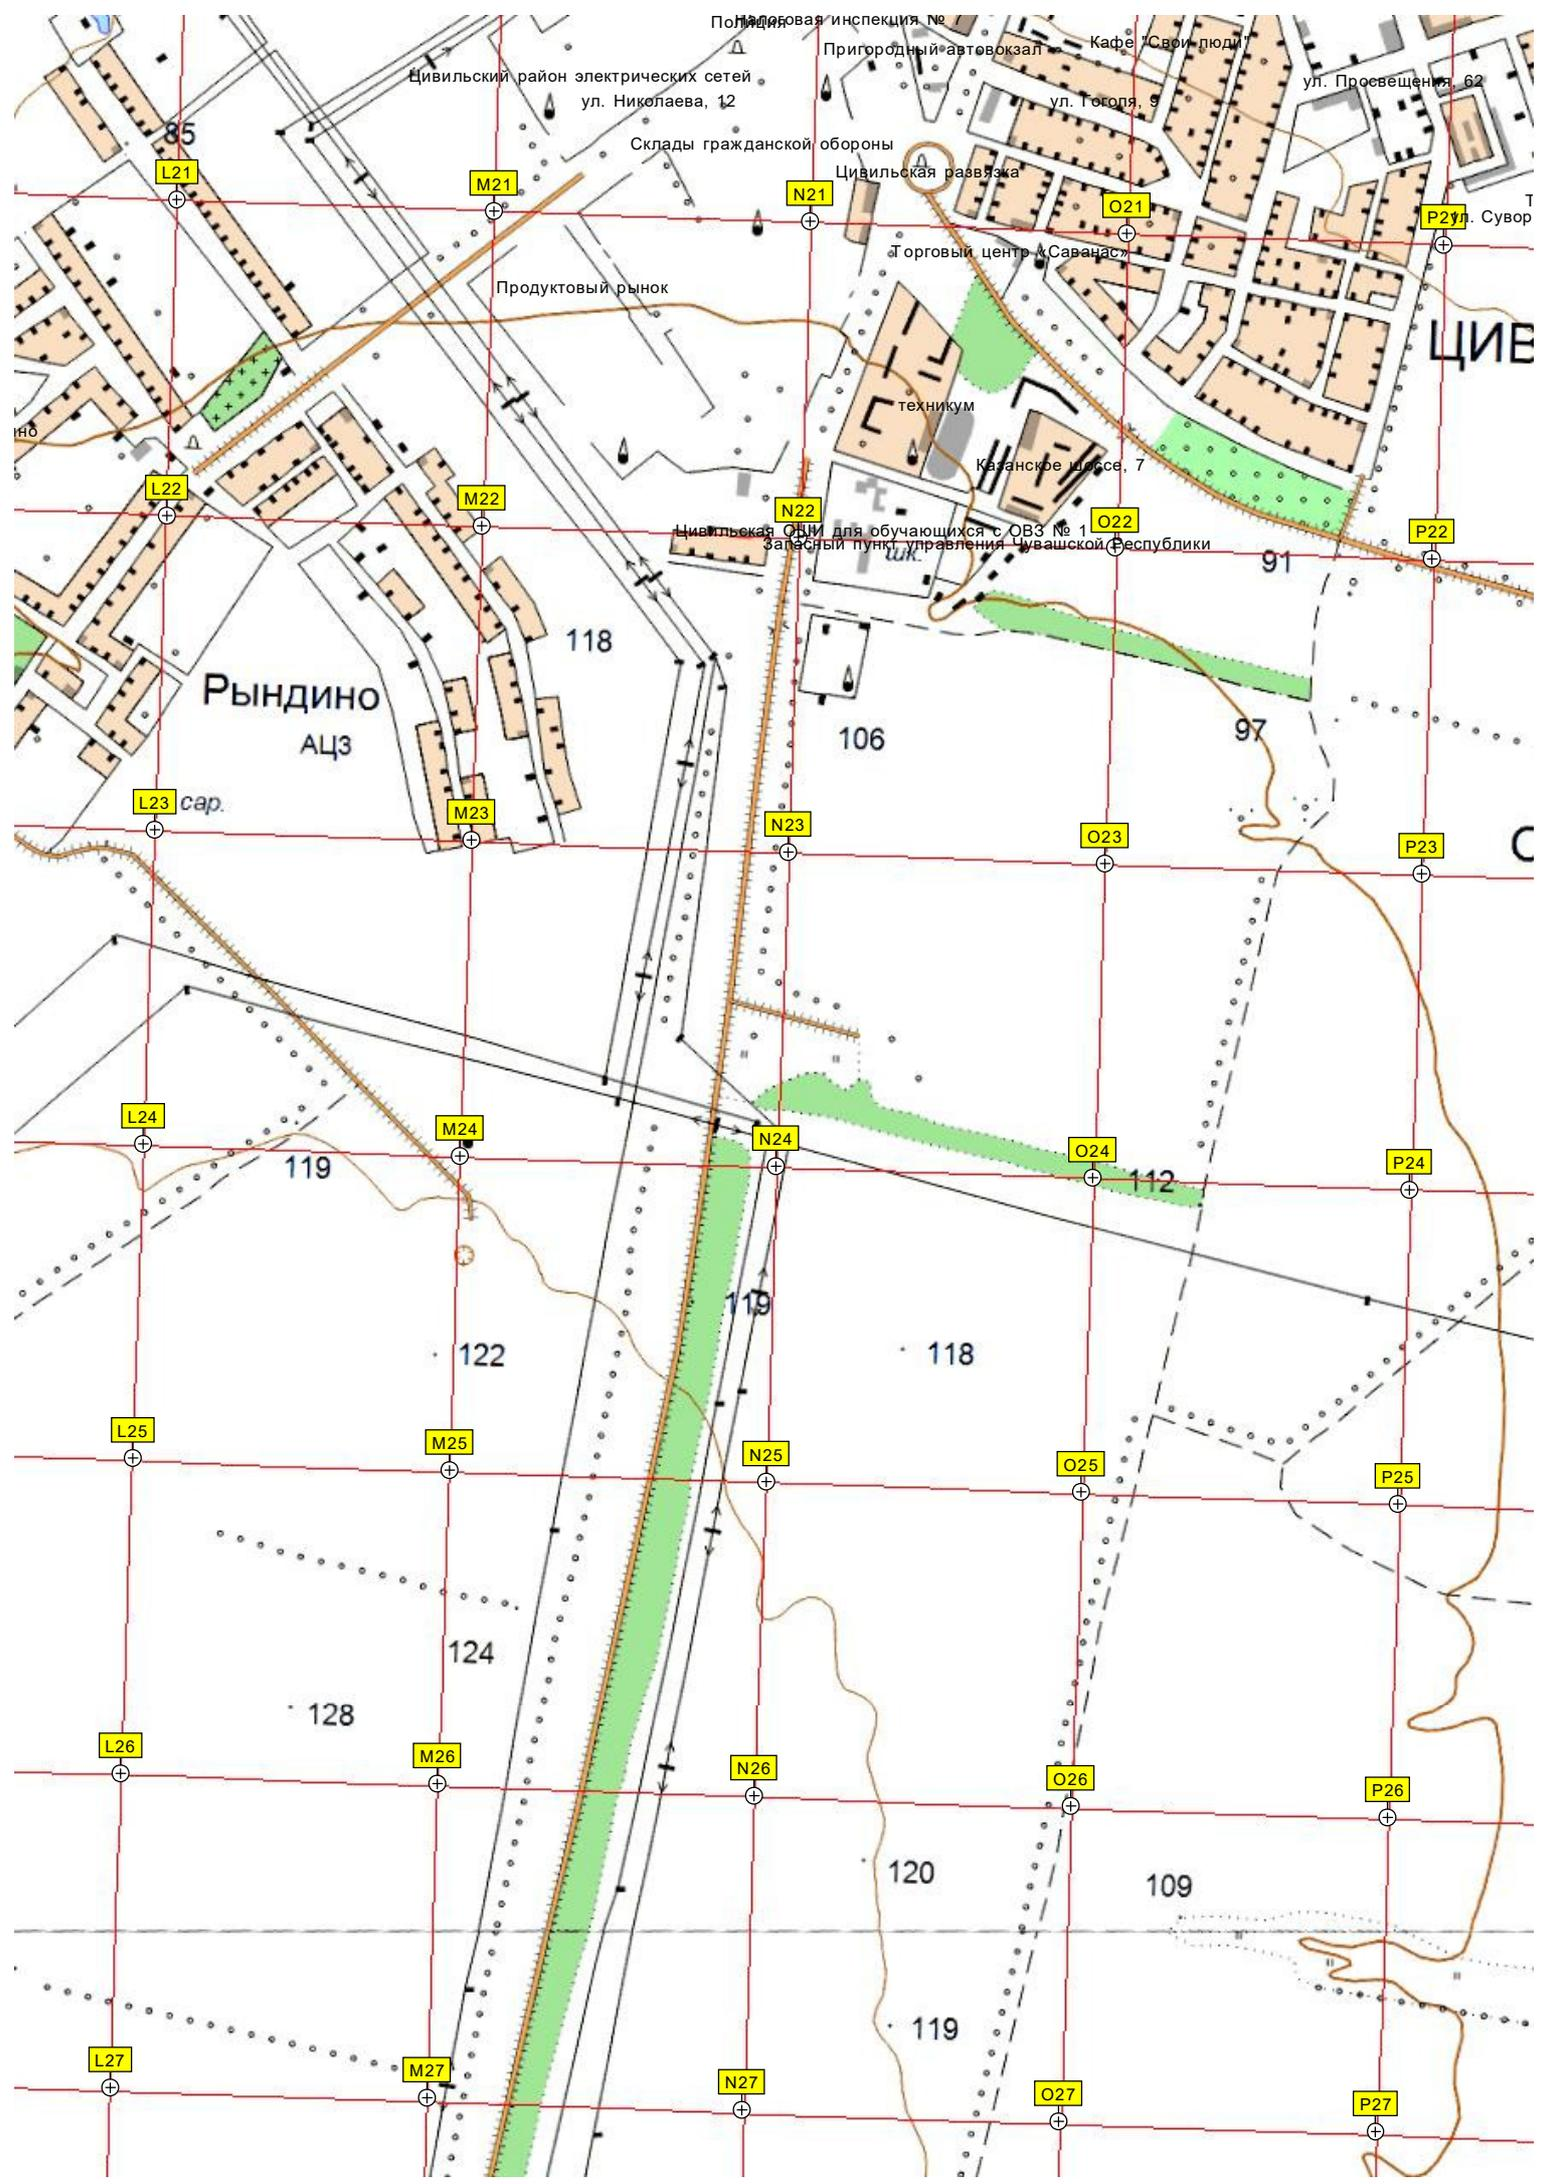 Налоговая инспекция № 7
Полиция
Кафе "Свои люди"
Пригородный автовокзал
Цивильский район электрических сетей
ул. Просвещения, 62
ул. Николаева, 12
ул. Гоголя, 9
85
Склады гражданской обороны
L21
Цивильская развязка
M21
N21
O21
P21
ул. Сувор
Торговый центр «Саванас»
Продуктовый рынок
ЦИВ
техникум
но
Казанское шоссе, 7
L22
M22
N22
O22
P22
Цивильская ОШИ для обучающихся с ОВЗ № 1
Запасный пункт управления Чувашской Республики
шк.
91
118
Рындино
АЦЗ
106
97
L23
сар.
M23
N23
O23
P23
С
L24
M24
N24
O24
P24
119
112
119
122
118
L25
M25
N25
O25
P25
124
128
L26
M26
N26
O26
P26
120
109
119
L27
M27
N27
O27
P27